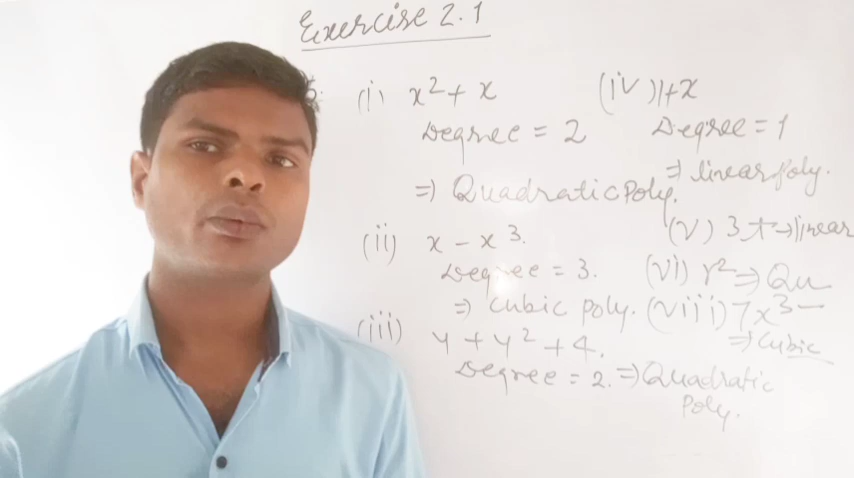 Exercise 2.1
5. (i) x² + x
Degree = 2
⇒ Quadratic Poly.
(ii) x − x³.
Degree = 3.
⇒ Cubic poly.
(iii) y + y² + 4.
Degree = 2. ⇒ Quadratic
Poly.
(iv) 1+x
Degree = 1
⇒ linear Poly.
(v) 3t → linear
(vi) r² ⇒ Qu
(viii) 7x³ −
⇒ Cubic